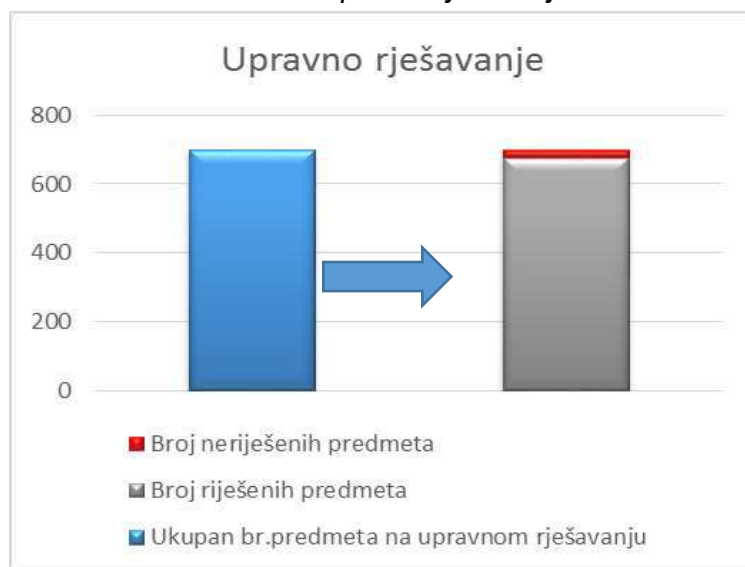 Upravno rješavanje
800
600
400
200
0
Broj neriješenih predmeta
Broj riješenih predmeta
Ukupan br.predmeta na upravnom rješavanju